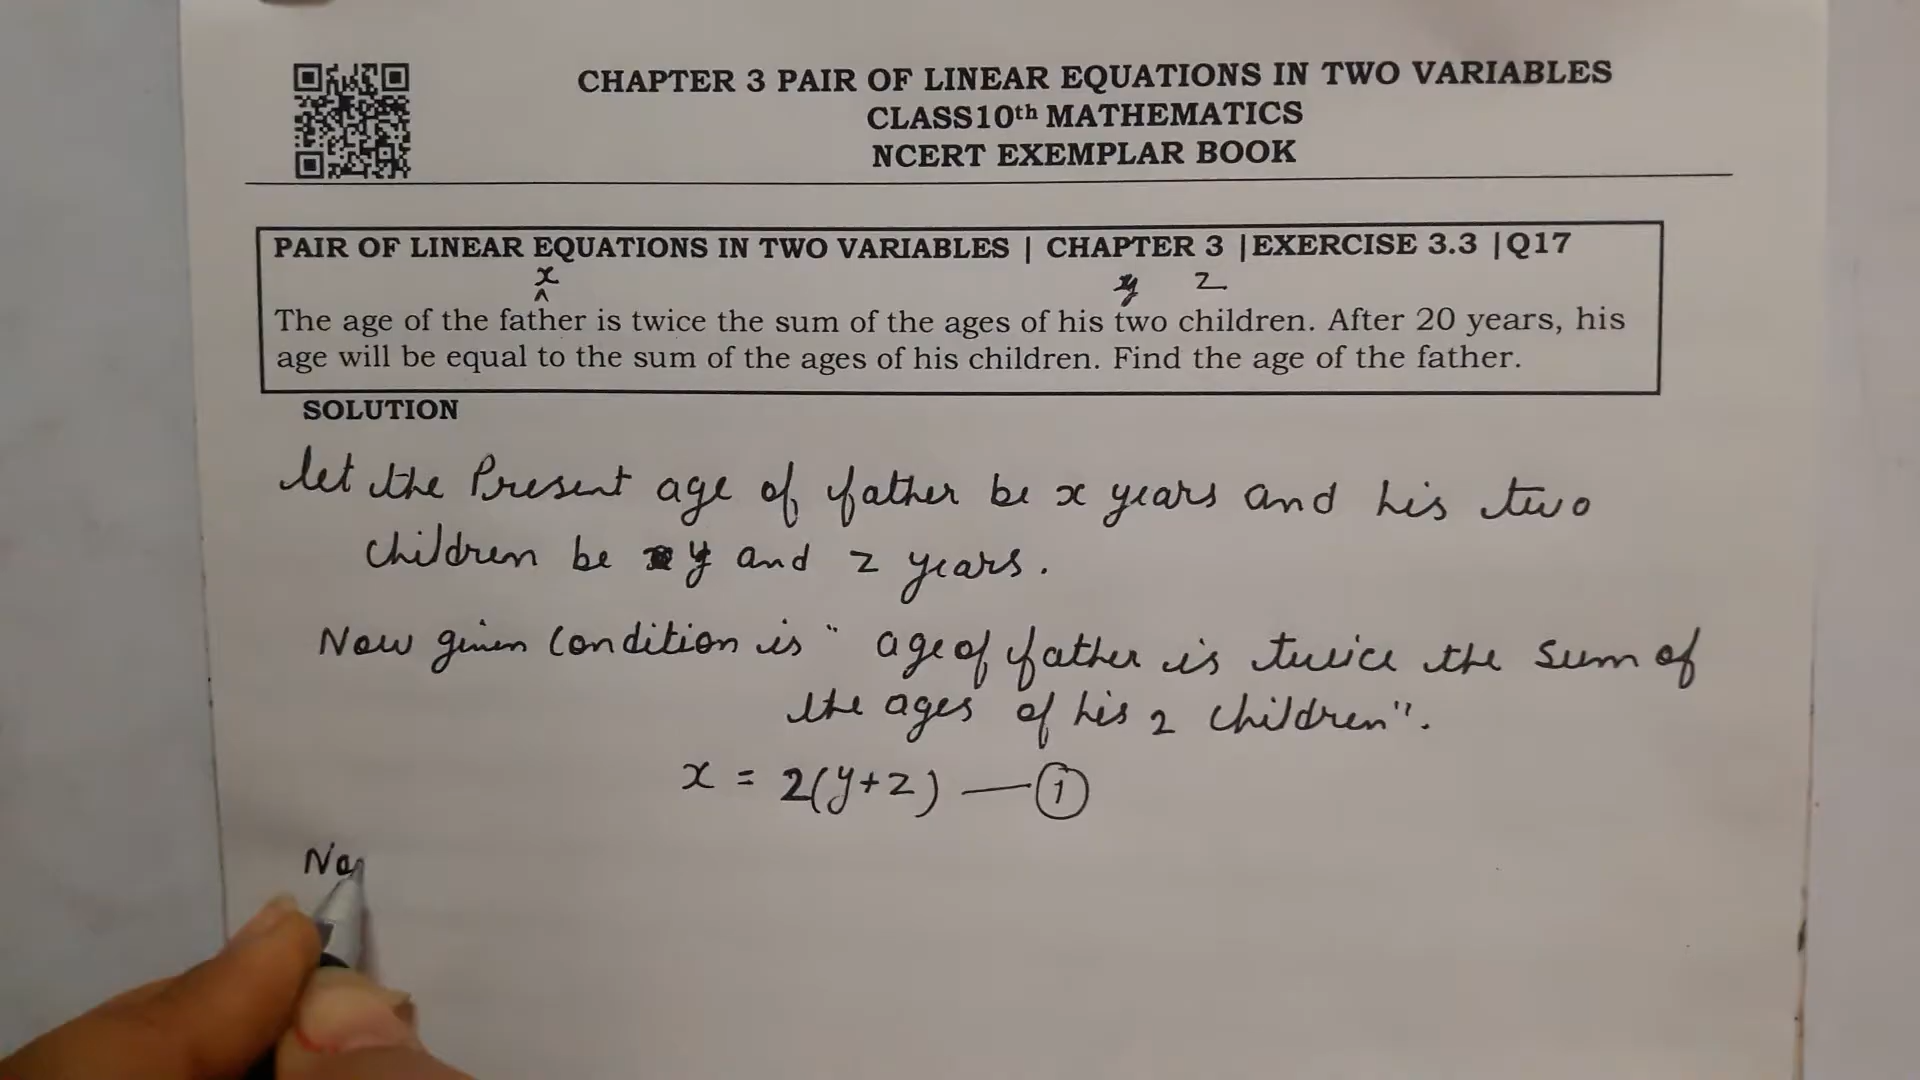 CHAPTER 3 PAIR OF LINEAR EQUATIONS IN TWO VARIABLES
CLASS10th MATHEMATICS
NCERT EXEMPLAR BOOK
PAIR OF LINEAR EQUATIONS IN TWO VARIABLES | CHAPTER 3 |EXERCISE 3.3 |Q17
x y z
The age of the father is twice the sum of the ages of his two children. After 20 years, his
age will be equal to the sum of the ages of his children. Find the age of the father.
SOLUTION
let the Present age of father be x years and his two
children be y and z years.
Now given condition is " age of father is twice the sum of
the ages of his 2 children".
x = 2(y+z) — ①
No